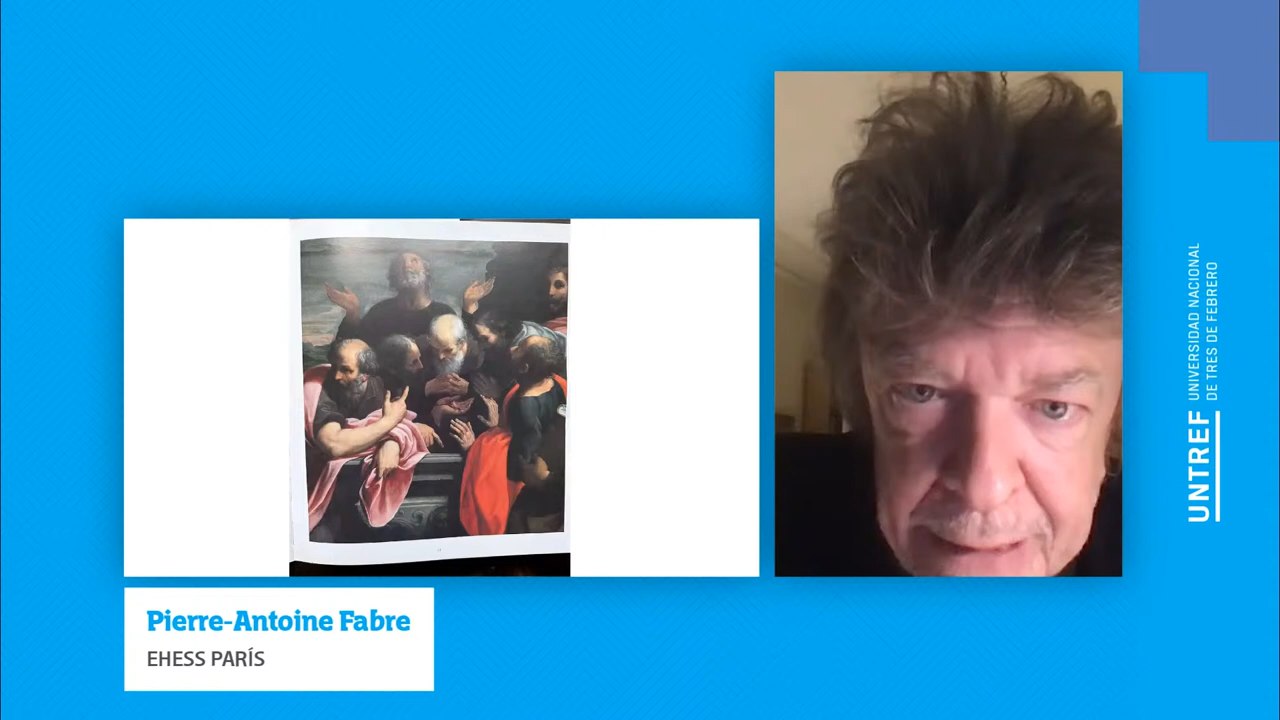 Pierre-Antoine Fabre
EHESS PARÍS
UNTREF
UNIVERSIDAD NACIONAL
DE TRES DE FEBRERO